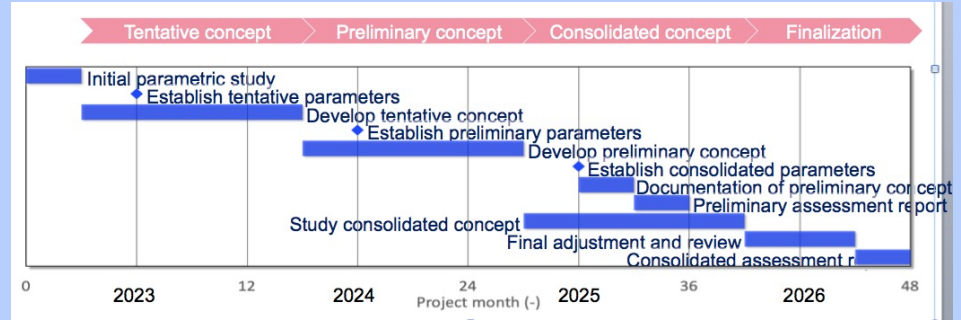 Tentative concept
Preliminary concept
Consolidated concept
Finalization
Initial parametric study
Establish tentative parameters
Develop tentative concept
Establish preliminary parameters
Develop preliminary concept
Establish consolidated parameters
Documentation of preliminary concept
Preliminary assessment report
Study consolidated concept
Final adjustment and review
Consolidated assessment
0 12 24 36 48
2023 2024 2025 2026
Project month (-)